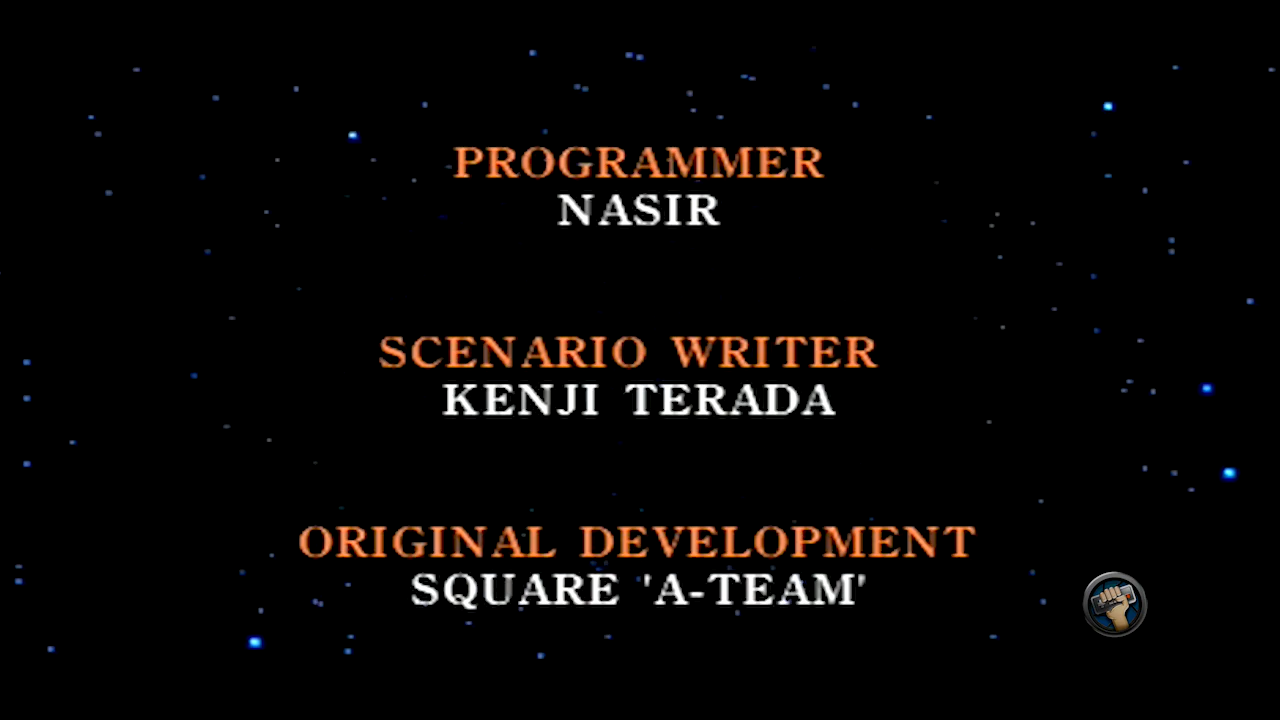 PROGRAMMER
NASIR
SCENARIO WRITER
KENJI TERADA
ORIGINAL DEVELOPMENT
SQUARE 'A-TEAM'